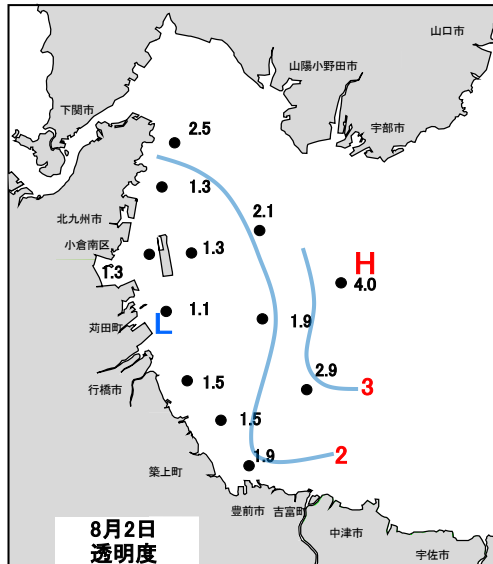 山口市
山陽小野田市
下関市
宇部市
2.5
1.3
北九州市
2.1
小倉南区
1.3
H
1.3
4.0
1.1
1.9
L
苅田町
2.9
行橋市
1.5
3
1.5
1.9
2
築上町
豊前市
吉富町
8月2日
透明度
中津市
宇佐市